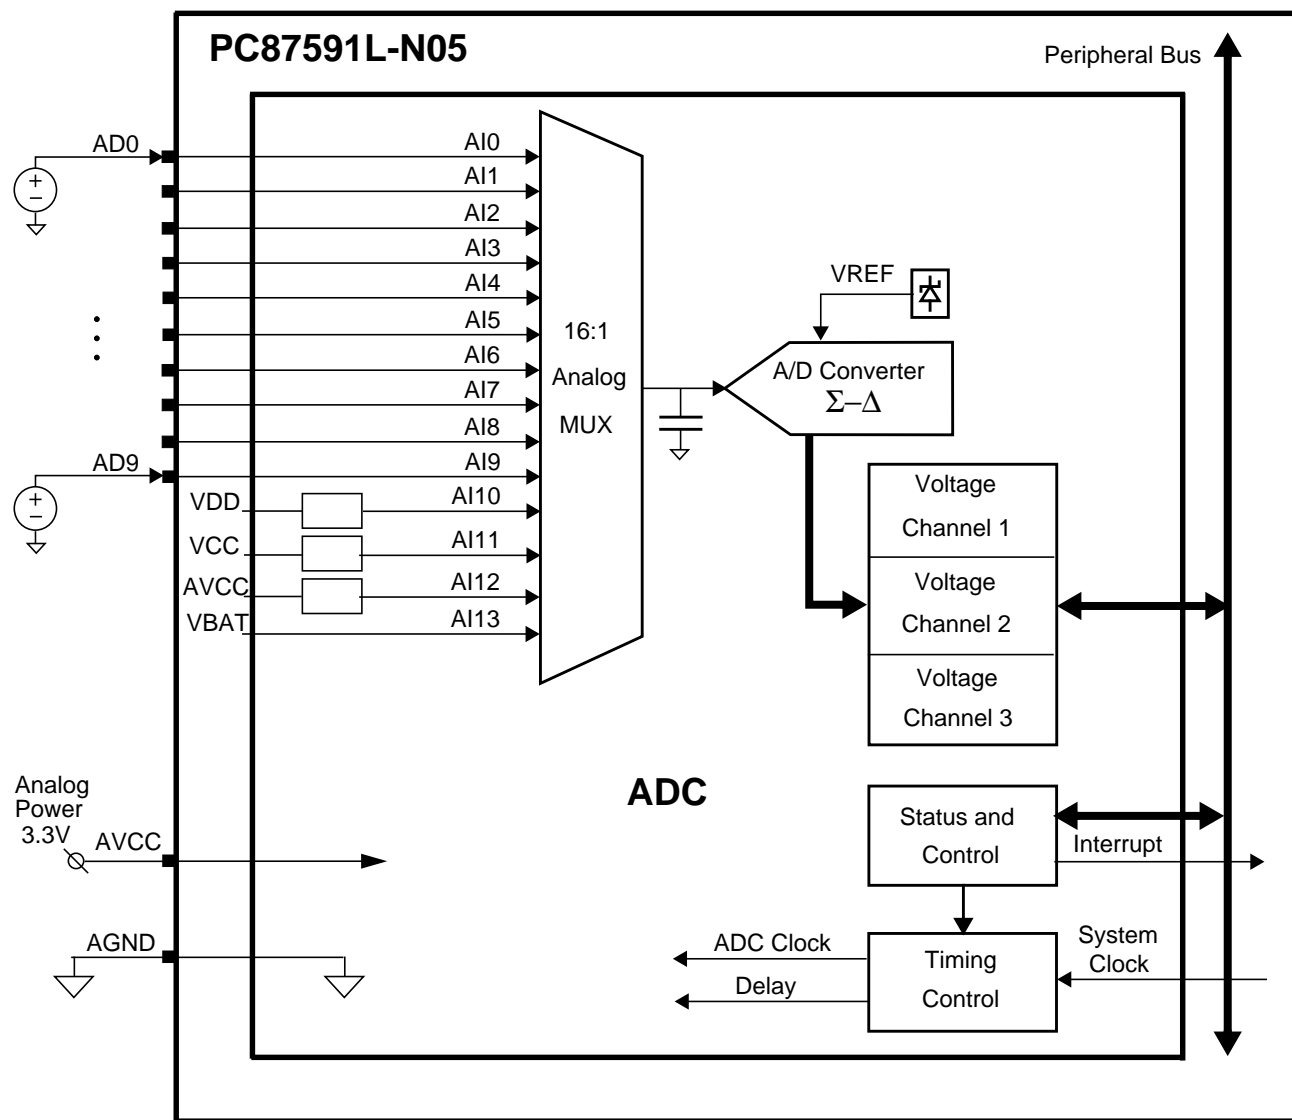 PC87591L-N05
Peripheral Bus
AD0
AI0
AI1
AI2
AI3
AI4
AI5
AI6
AI7
AI8
AD9
AI9
VDD
AI10
VCC
AI11
AVCC
AI12
VBAT
AI13
16:1
Analog
MUX
VREF
A/D Converter
Σ–Δ
Voltage
Channel 1
Voltage
Channel 2
Voltage
Channel 3
ADC
Analog
Power
3.3V
AVCC
AGND
Status and
Control
Interrupt
ADC Clock
Delay
Timing
Control
System
Clock